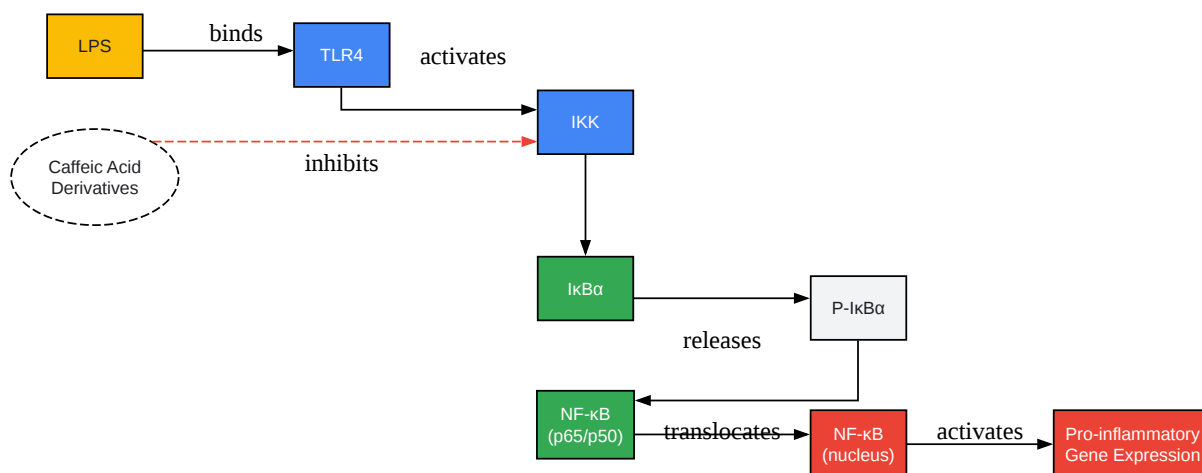 LPS
binds
TLR4
activates
IKK
Caffeic Acid
Derivatives
inhibits
IκBα
P-IκBα
releases
NF-κB
(p65/p50)
translocates
NF-κB
(nucleus)
activates
Pro-inflammatory
Gene Expression